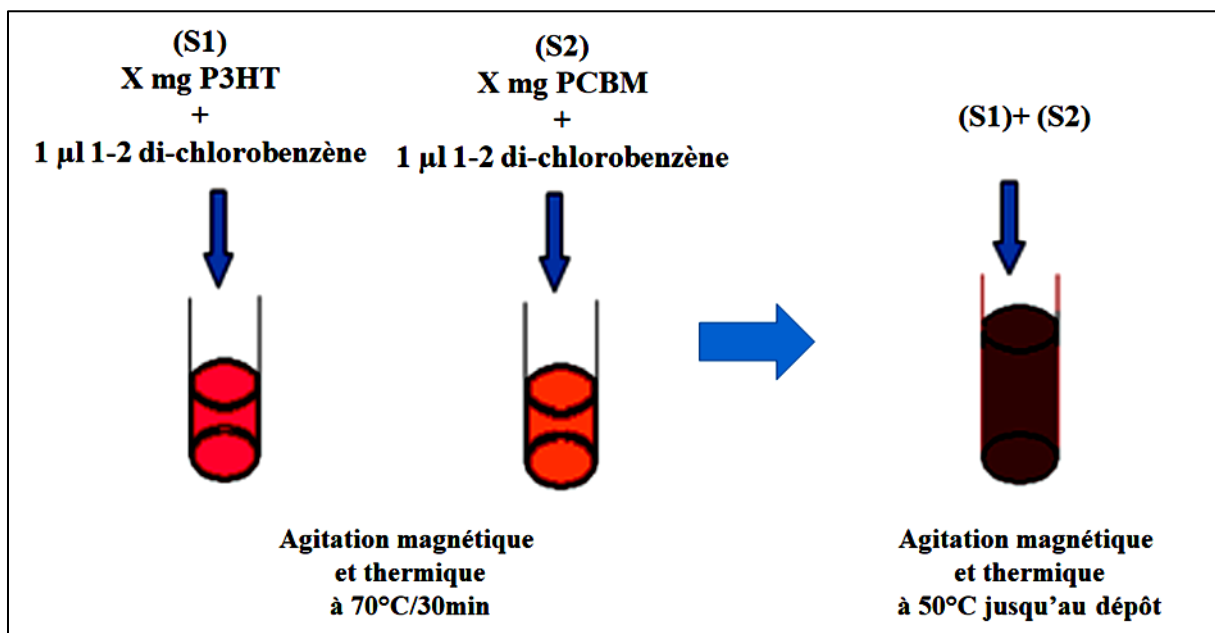 (S1)
X mg P3HT
+
1 µl 1-2 di-chlorobenzène
(S2)
X mg PCBM
+
1 µl 1-2 di-chlorobenzène
(S1)+ (S2)
Agitation magnétique
et thermique
à 70°C/30min
Agitation magnétique
et thermique
à 50°C jusqu’au dépôt